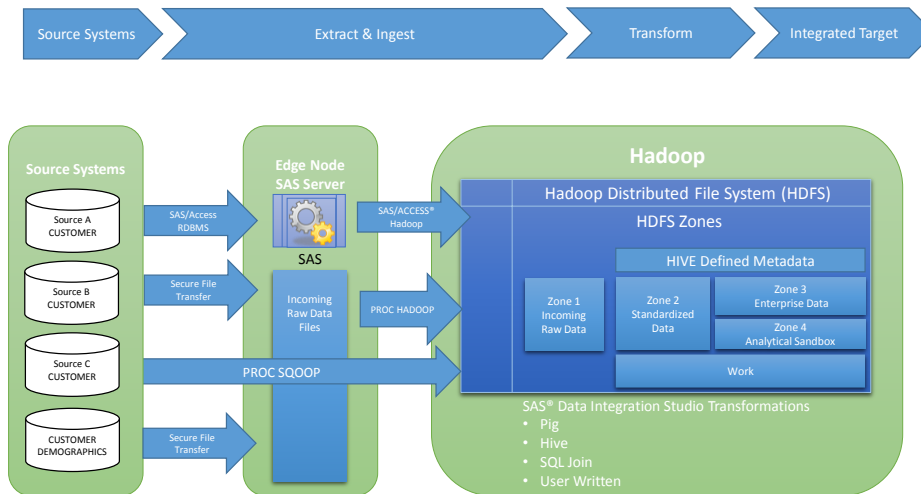 Source Systems
Extract & Ingest
Transform
Integrated Target
Source Systems
Source A
CUSTOMER
Source B
CUSTOMER
Source C
CUSTOMER
CUSTOMER
DEMOGRAPHICS
SAS/Access
RDBMS
Secure File
Transfer
PROC SQOOP
Secure File
Transfer
Edge Node
SAS Server
SAS
Incoming
Raw Data
Files
SAS/ACCESS®
Hadoop
PROC HADOOP
Hadoop
Hadoop Distributed File System (HDFS)
HDFS Zones
HIVE Defined Metadata
Zone 1
Incoming
Raw Data
Zone 2
Standardized
Data
Zone 3
Enterprise Data
Zone 4
Analytical Sandbox
Work
SAS® Data Integration Studio Transformations
• Pig
• Hive
• SQL Join
• User Written